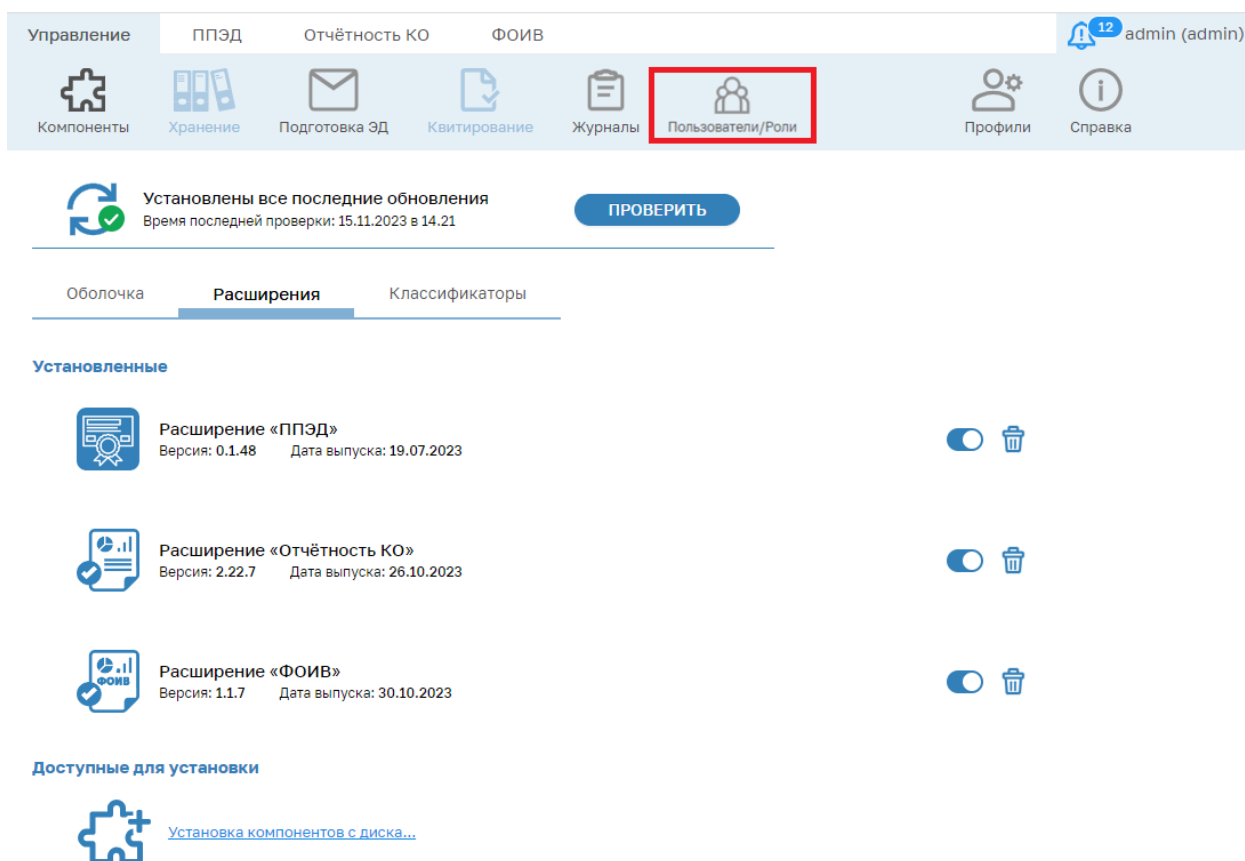 Управление ППЭД Отчётность КО ФОИВ 12 admin (admin)
Компоненты Хранение Подготовка ЭД Квитирование Журналы Пользователи/Роли Профили Справка
Установлены все последние обновления
Время последней проверки: 15.11.2023 в 14.21
ПРОВЕРИТЬ
Оболочка Расширения Классификаторы
Установленные
Расширение «ППЭД»
Версия: 0.1.48 Дата выпуска: 19.07.2023
Расширение «Отчётность КО»
Версия: 2.22.7 Дата выпуска: 26.10.2023
ФОИВ
Расширение «ФОИВ»
Версия: 1.1.7 Дата выпуска: 30.10.2023
Доступные для установки
Установка компонентов с диска...